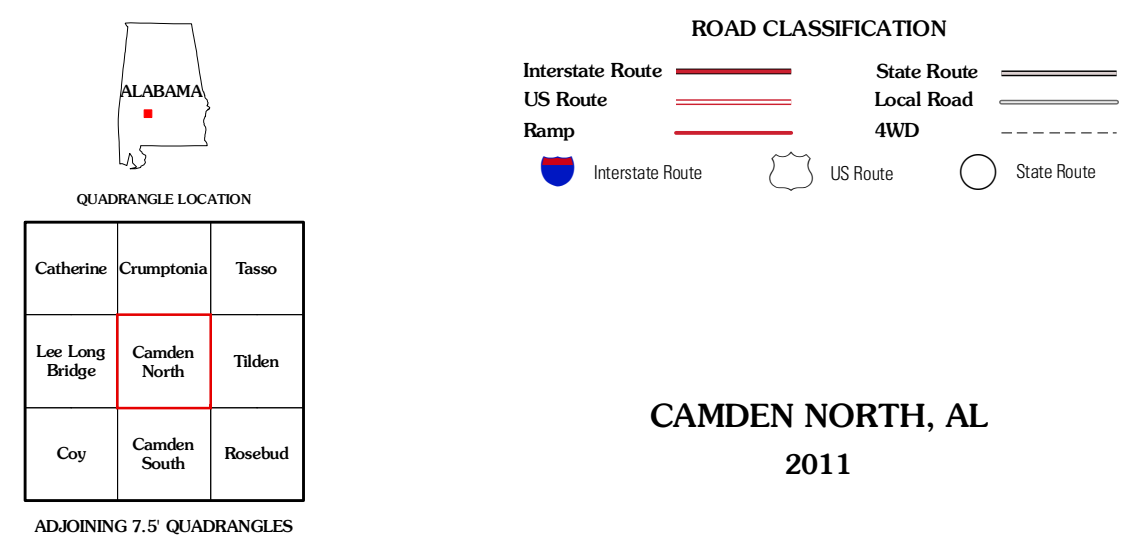 ALABAMA
QUADRANGLE LOCATION
Catherine Crumptonia Tasso
Lee Long Bridge
Camden North
Tilden
Coy
Camden South
Rosebud
ADJOINING 7.5' QUADRANGLES
ROAD CLASSIFICATION
Interstate Route State Route
US Route Local Road
Ramp 4WD
Interstate Route US Route State Route
CAMDEN NORTH, AL
2011